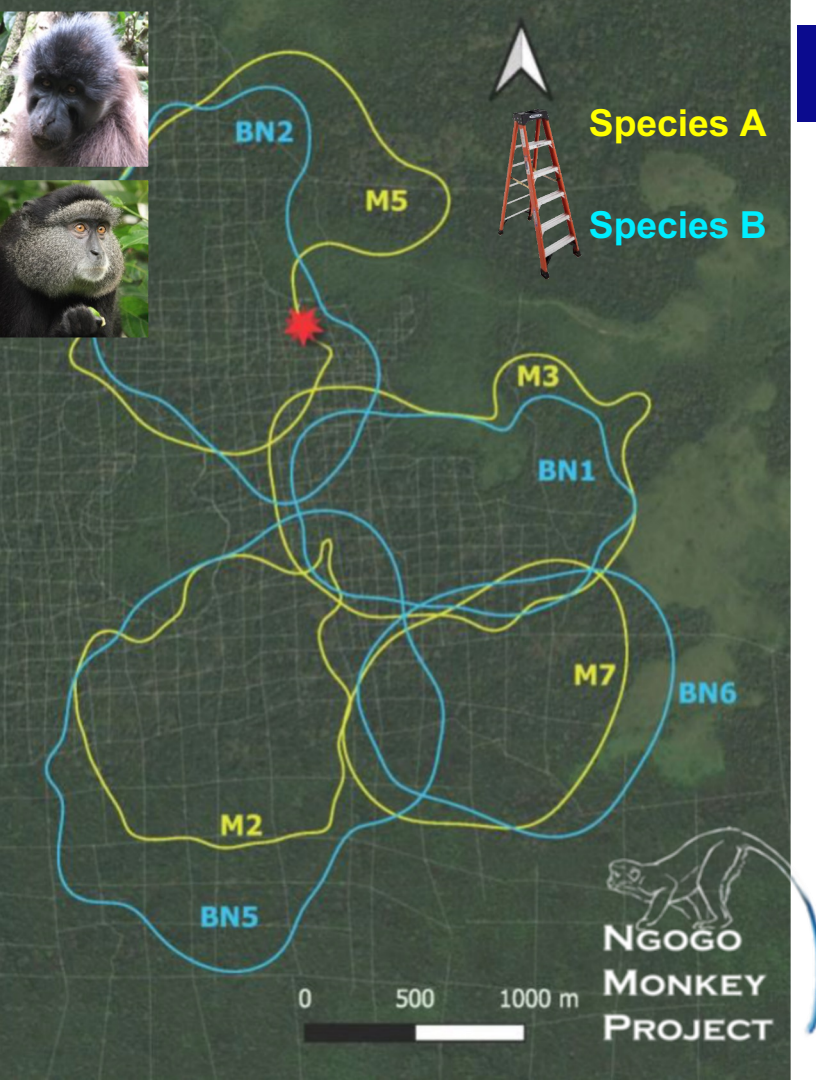 BN2
Species A
M5
Species B
M3
BN1
M7
BN6
M2
BN5
0 500 1000 m
NGOGO
MONKEY
PROJECT